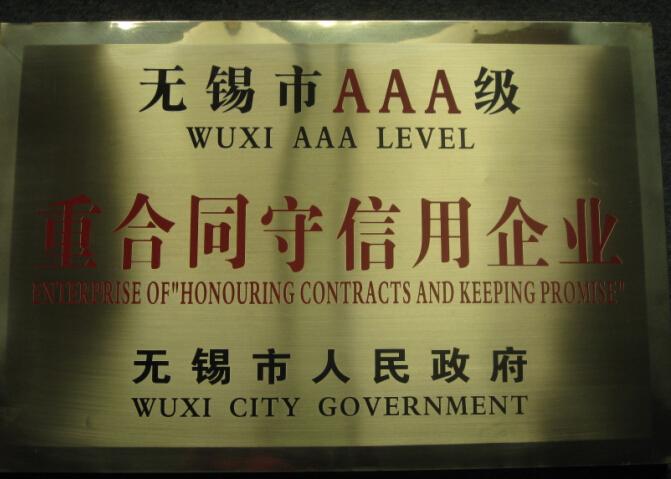 无锡市AAA级
WUXI AAA LEVEL
重合同守信用企业
ENTERPRISE OF"HONOURING CONTRACTS AND KEEPING PROMISE"
无锡市人民政府
WUXI CITY GOVERNMENT